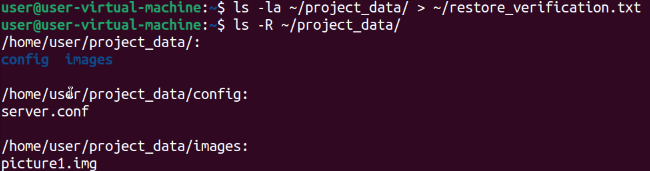 user@user-virtual-machine:~$ ls -la ~/project_data/ > ~/restore_verification.txt
user@user-virtual-machine:~$ ls -R ~/project_data/
/home/user/project_data/:
config  images

/home/user/project_data/config:
server.conf

/home/user/project_data/images:
picture1.img